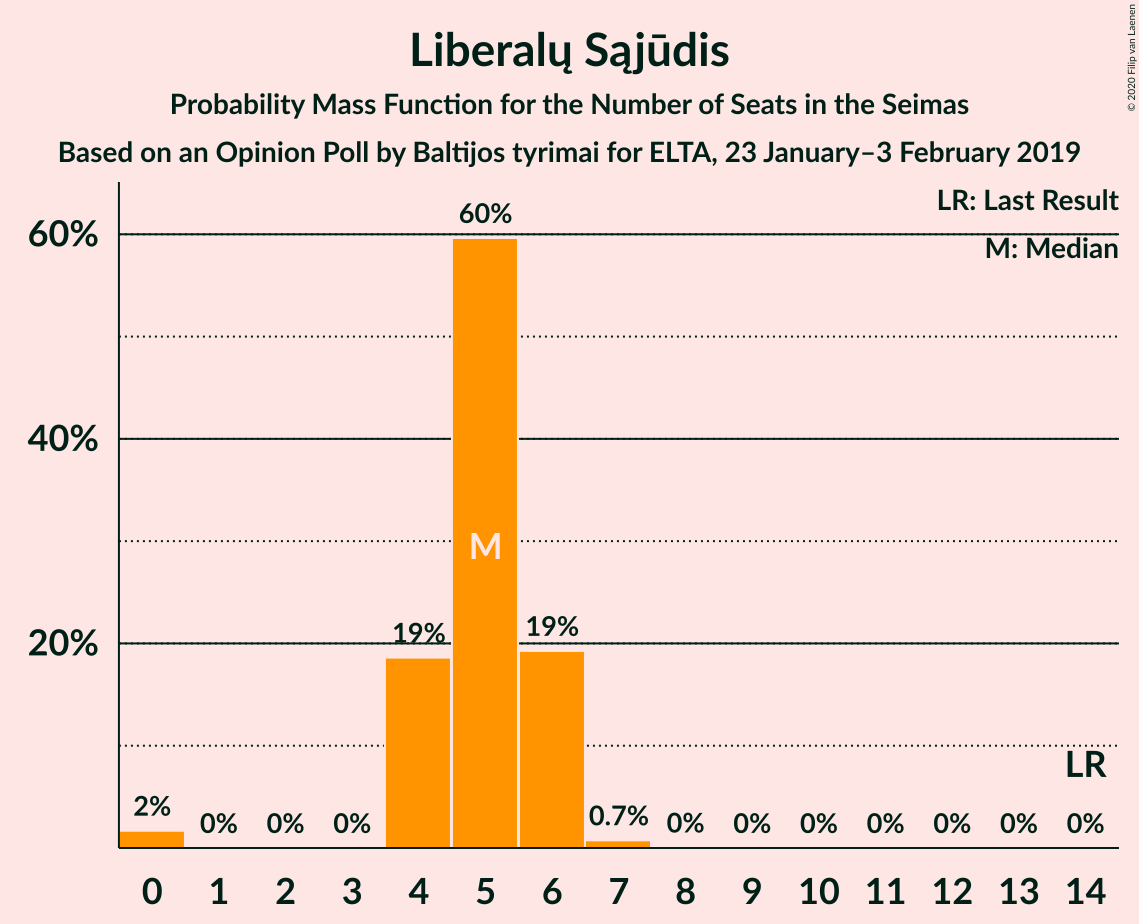 © 2020 Filip van Laenen
Liberalų Sąjūdis
Probability Mass Function for the Number of Seats in the Seimas
Based on an Opinion Poll by Baltijos tyrimai for ELTA, 23 January–3 February 2019
LR: Last Result
M: Median
60%
40%
20%
2%
0%
0%
0%
19%
60%
M
19%
0.7%
0%
0%
0%
0%
0%
0%
0%
LR
0 1 2 3 4 5 6 7 8 9 10 11 12 13 14